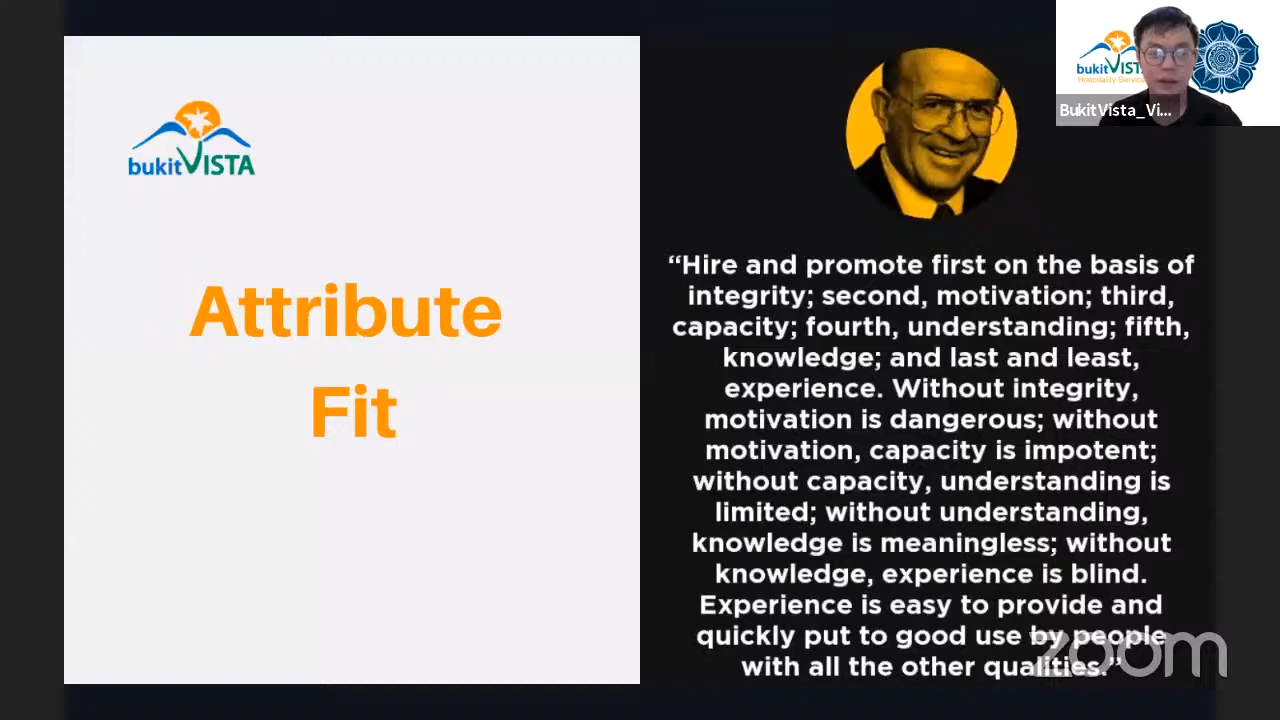 bukitVISTA
Attribute
Fit
“Hire and promote first on the basis of
integrity; second, motivation; third,
capacity; fourth, understanding; fifth,
knowledge; and last and least,
experience. Without integrity,
motivation is dangerous; without
motivation, capacity is impotent;
without capacity, understanding is
limited; without understanding,
knowledge is meaningless; without
knowledge, experience is blind.
Experience is easy to provide and
quickly put to good use by people
with all the other qualities.”
bukitVISTA
Hospitality Service
BukitVista_Vi...
zoom